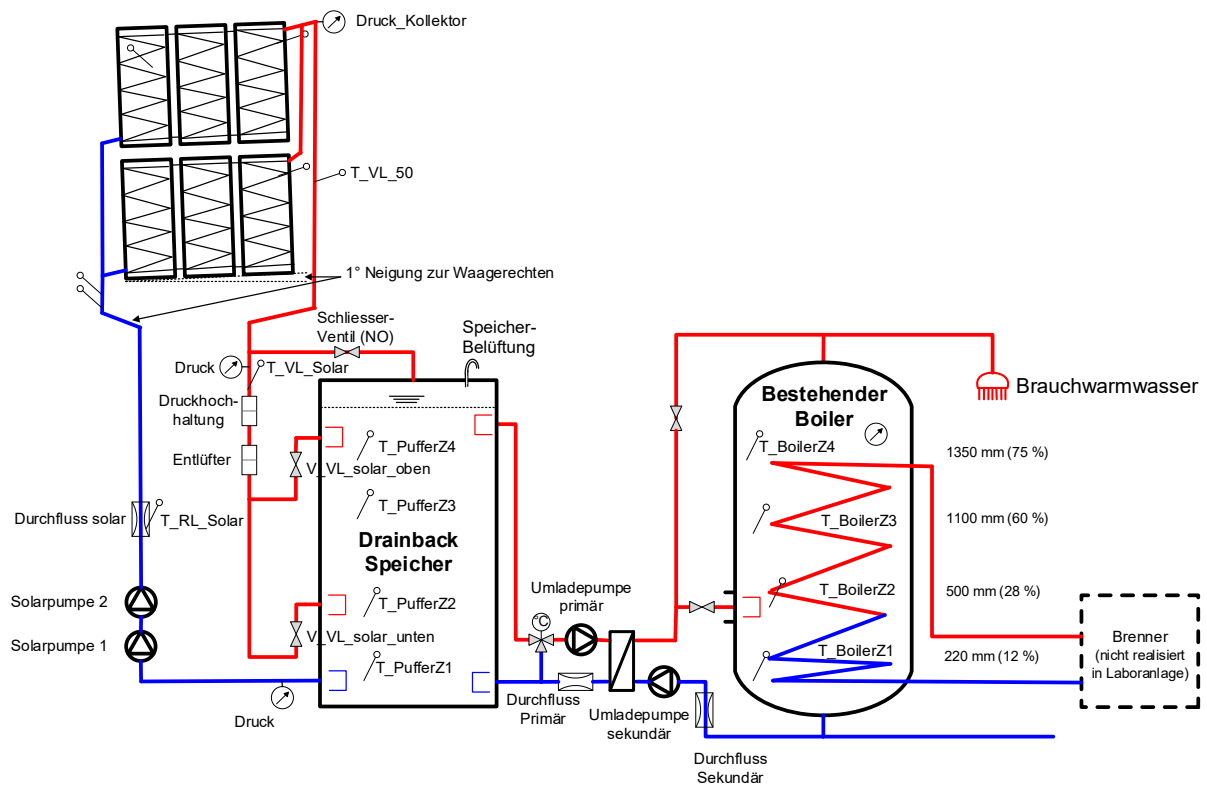 Druck_Kollektor
T_VL_50
1° Neigung zur Waagerechten
Schliesser-
Ventil (NO)
Speicher-
Belüftung
Druck
T_VL_Solar
Druckhoch-
haltung
Entlüfter
V_VL_solar_oben
Durchfluss solar
T_RL_Solar
Solarpumpe 2
Solarpumpe 1
V_VL_solar_unten
Druck
T_PufferZ4
T_PufferZ3
Drainback
Speicher
T_PufferZ2
T_PufferZ1
Umladepumpe
primär
°C
Durchfluss
Primär
Umladepumpe
sekundär
Durchfluss
Sekundär
Brauchwarmwasser
Bestehender
Boiler
T_BoilerZ4
T_BoilerZ3
T_BoilerZ2
T_BoilerZ1
1350 mm (75 %)
1100 mm (60 %)
500 mm (28 %)
220 mm (12 %)
Brenner
(nicht realisiert
in Laboranlage)